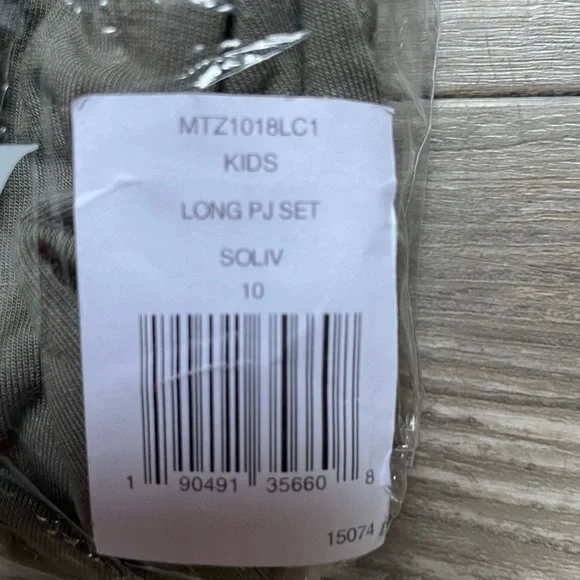 MTZ1018LC1
KIDS
LONG PJ SET
SOLIV
10
1 90491 35660 8
15074